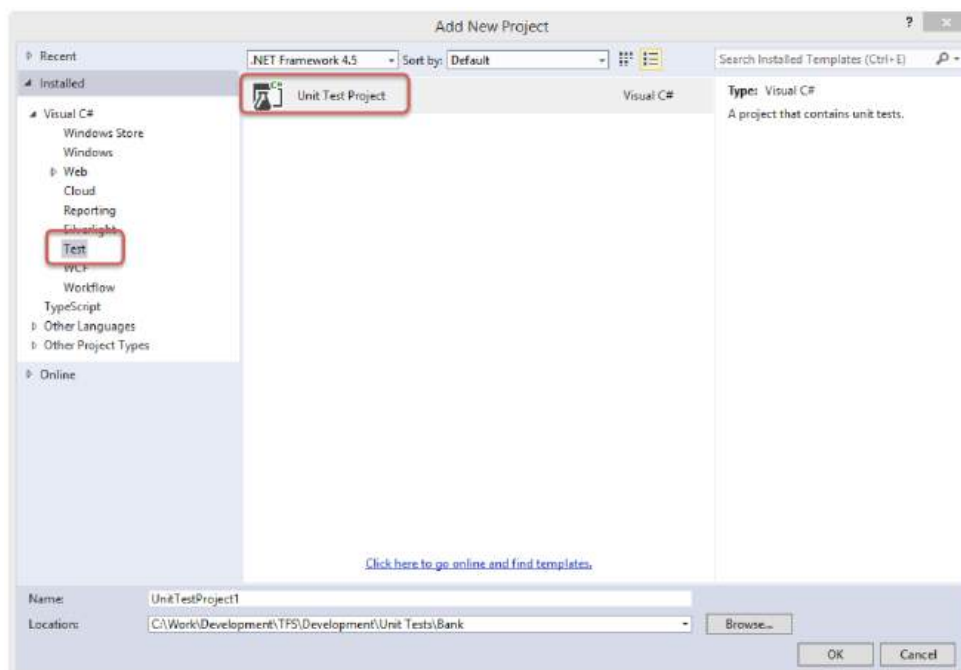 Add New Project
?
Recent
.NET Framework 4.5
Sort by: Default
Search Installed Templates (Ctrl+E)
Installed
C#
Unit Test Project
Visual C#
Type: Visual C#
A project that contains unit tests.
Visual C#
Windows Store
Windows
Web
Cloud
Reporting
Silverlight
Test
WCF
Workflow
TypeScript
Other Languages
Other Project Types
Online
Click here to go online and find templates.
Name:
UnitTestProject1
Location:
C:\Work\Development\TFS\Development\Unit Tests\Bank
Browse...
OK
Cancel